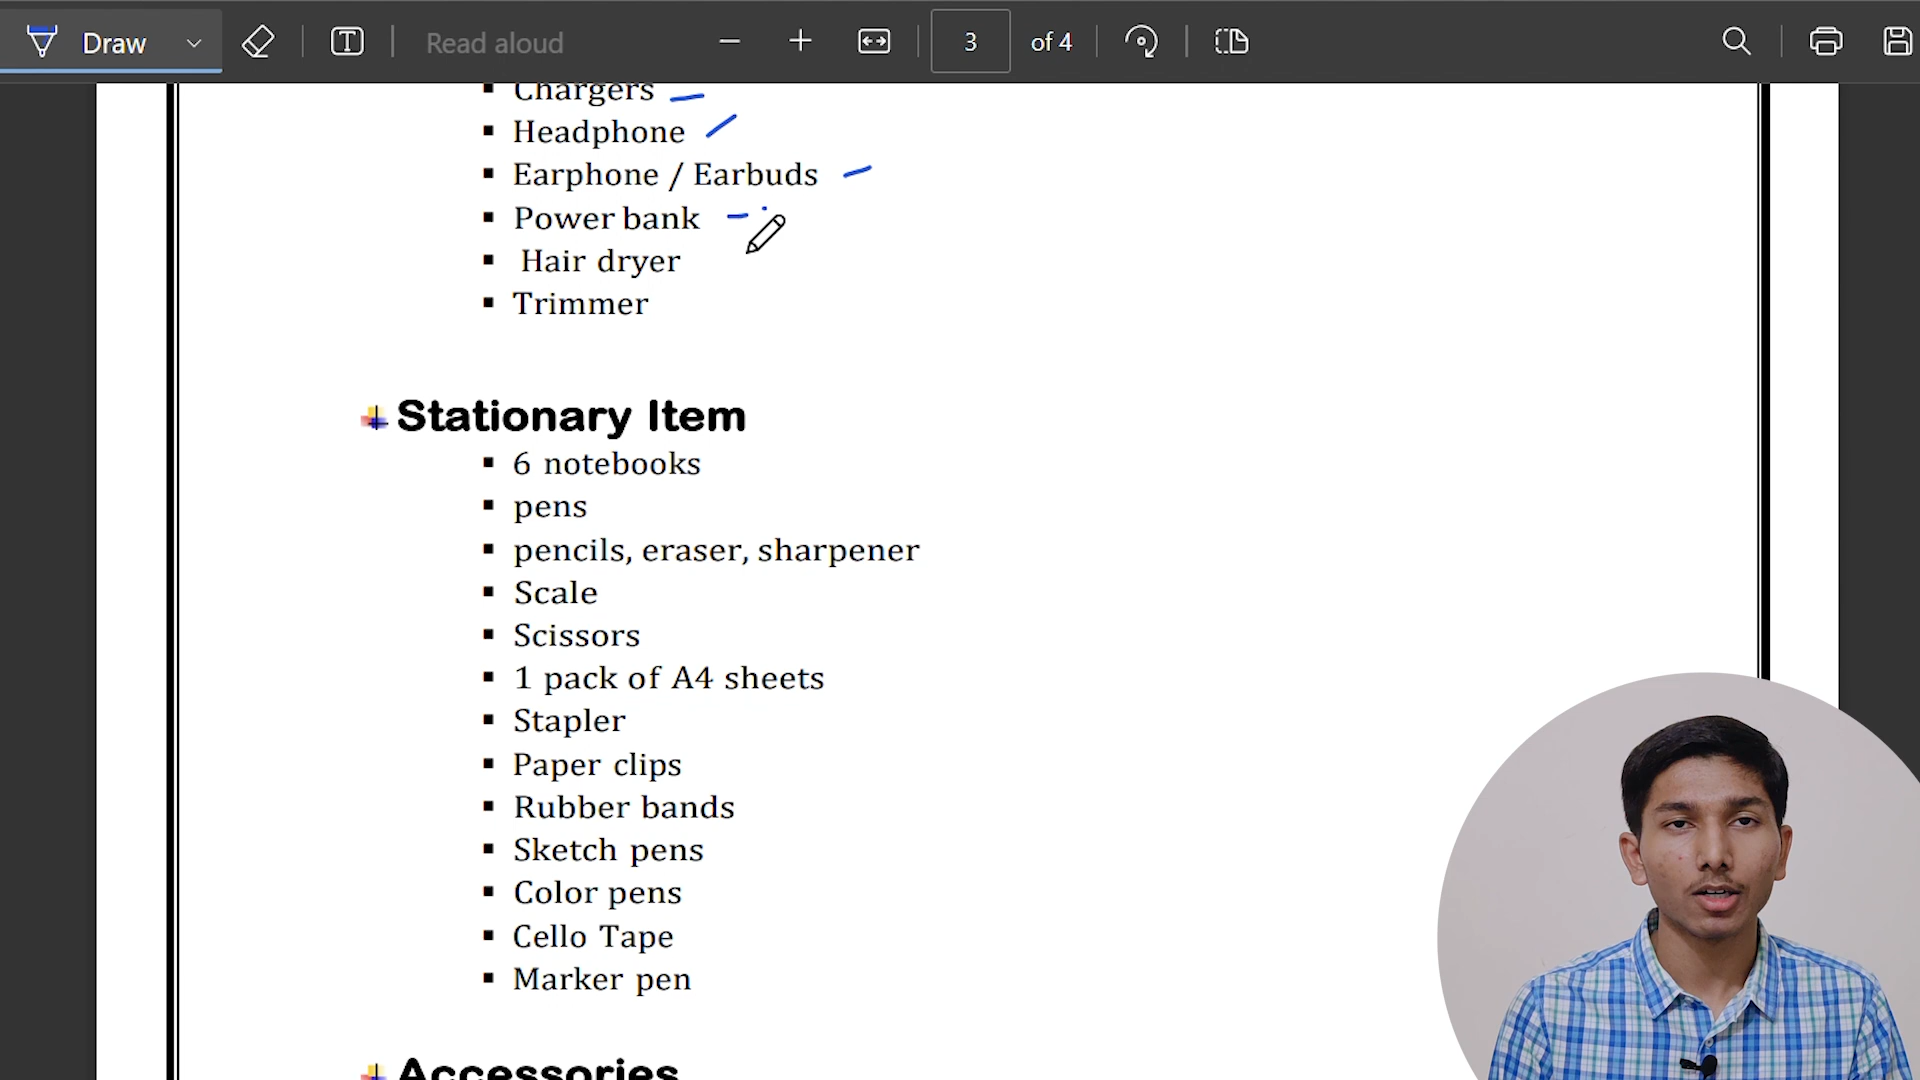 Draw
Read aloud
3 of 4
Chargers
Headphone
Earphone / Earbuds
Power bank
Hair dryer
Trimmer
Stationary Item
6 notebooks
pens
pencils, eraser, sharpener
Scale
Scissors
1 pack of A4 sheets
Stapler
Paper clips
Rubber bands
Sketch pens
Color pens
Cello Tape
Marker pen
Accessories